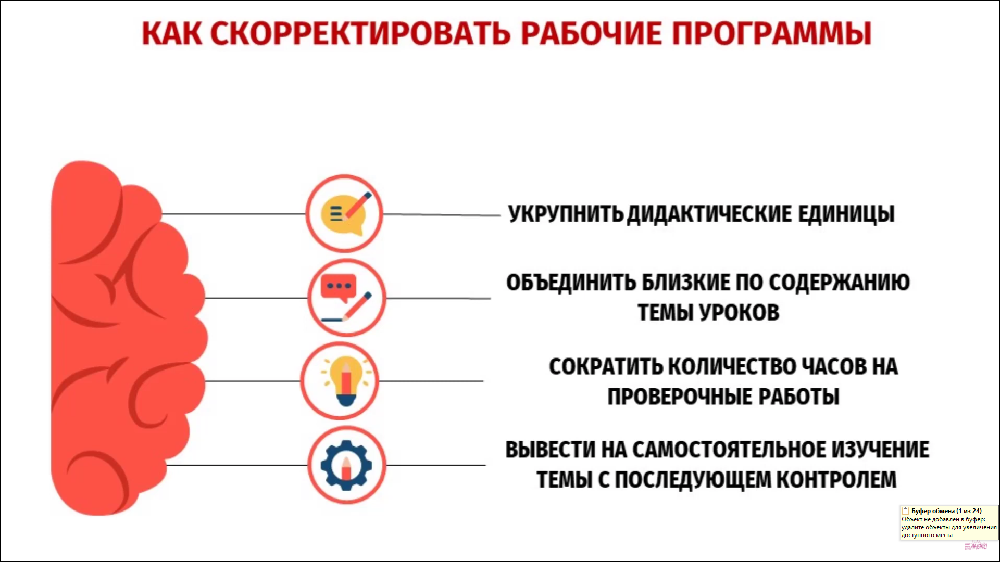 КАК СКОРРЕКТИРОВАТЬ РАБОЧИЕ ПРОГРАММЫ
УКРУПНИТЬ ДИДАКТИЧЕСКИЕ ЕДИНИЦЫ
ОБЪЕДИНИТЬ БЛИЗКИЕ ПО СОДЕРЖАНИЮ
ТЕМЫ УРОКОВ
СОКРАТИТЬ КОЛИЧЕСТВО ЧАСОВ НА
ПРОВЕРОЧНЫЕ РАБОТЫ
ВЫВЕСТИ НА САМОСТОЯТЕЛЬНОЕ ИЗУЧЕНИЕ
ТЕМЫ С ПОСЛЕДУЮЩЕМ КОНТРОЛЕМ
Буфер обмена (1 из 24)
Объект не добавлен в буфер:
удалите объекты для увеличения
доступного места